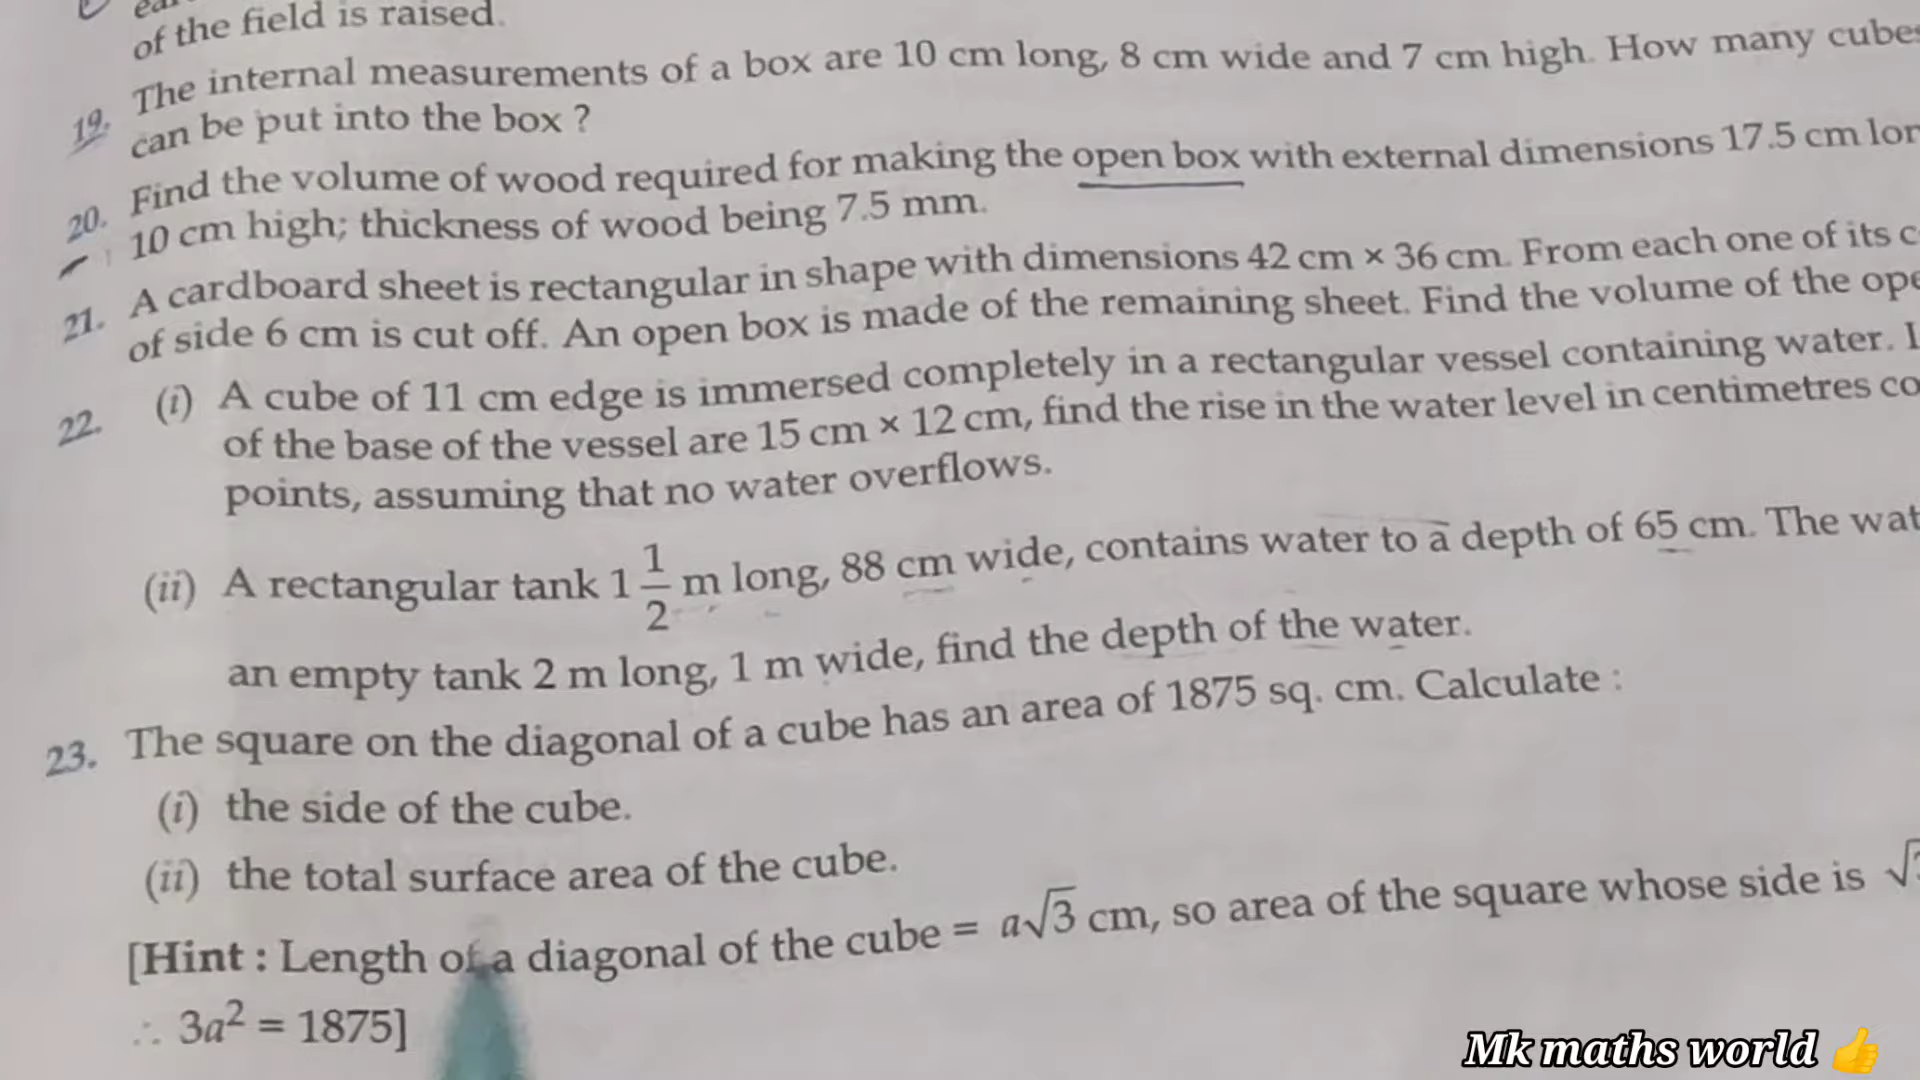 of the field is raised.
19. The internal measurements of a box are 10 cm long, 8 cm wide and 7 cm high. How many cubes
can be put into the box ?
20. Find the volume of wood required for making the open box with external dimensions 17.5 cm
10 cm high; thickness of wood being 7.5 mm.
21. A cardboard sheet is rectangular in shape with dimensions 42 cm × 36 cm. From each one of its
of side 6 cm is cut off. An open box is made of the remaining sheet. Find the volume of the
22. (i) A cube of 11 cm edge is immersed completely in a rectangular vessel containing water.
of the base of the vessel are 15 cm × 12 cm, find the rise in the water level in centimetres
points, assuming that no water overflows.
(ii) A rectangular tank 1 1/2 m long, 88 cm wide, contains water to a depth of 65 cm. The
an empty tank 2 m long, 1 m wide, find the depth of the water.
23. The square on the diagonal of a cube has an area of 1875 sq. cm. Calculate :
(i) the side of the cube.
(ii) the total surface area of the cube.
[Hint : Length of a diagonal of the cube = a√3 cm, so area of the square whose side is
∴ 3a² = 1875]
Mk maths world 👍